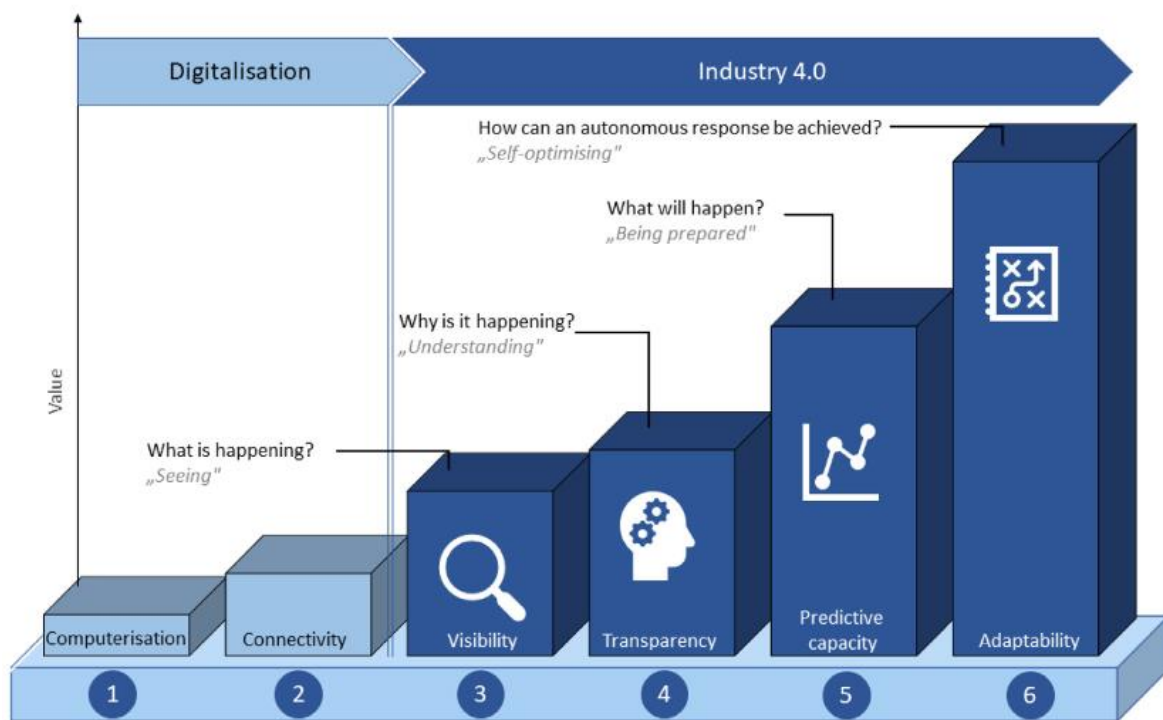 Digitalisation
Industry 4.0
How can an autonomous response be achieved?
„Self-optimising"
What will happen?
„Being prepared"
Why is it happening?
„Understanding"
Value
What is happening?
„Seeing"
Computerisation
Connectivity
Visibility
Transparency
Predictive
capacity
Adaptability
1
2
3
4
5
6